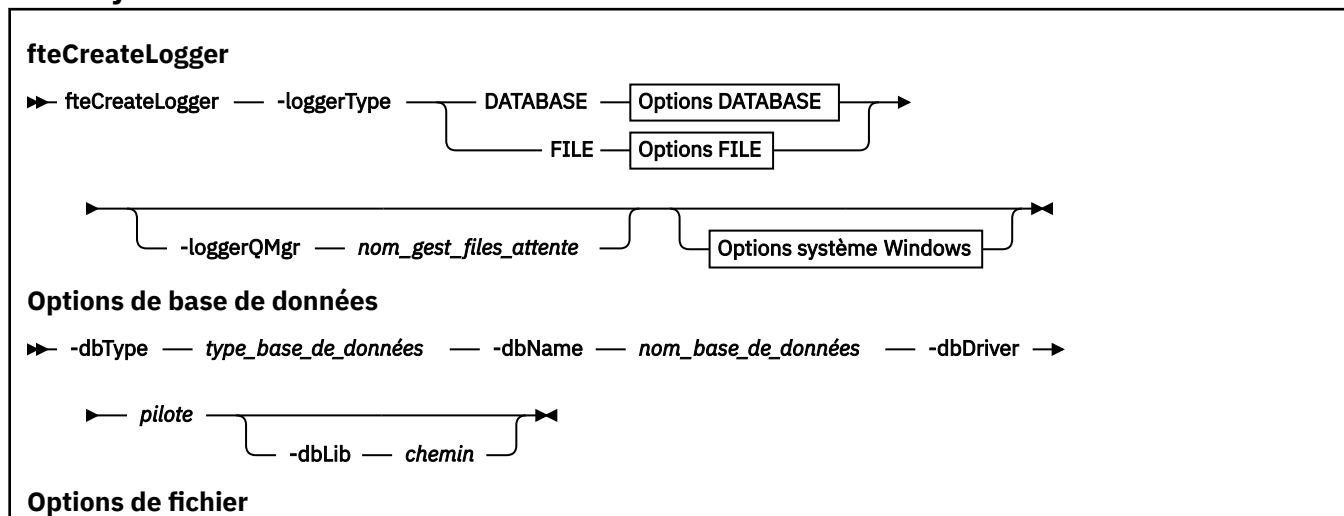 fteCreateLogger
fteCreateLogger -loggerType DATABASE Options DATABASE
FILE Options FILE
-loggerQMgr nom_gest_files_attente Options système Windows
Options de base de données
-dbType type_base_de_données -dbName nom_base_de_données -dbDriver
pilote
-dbLib chemin
Options de fichier